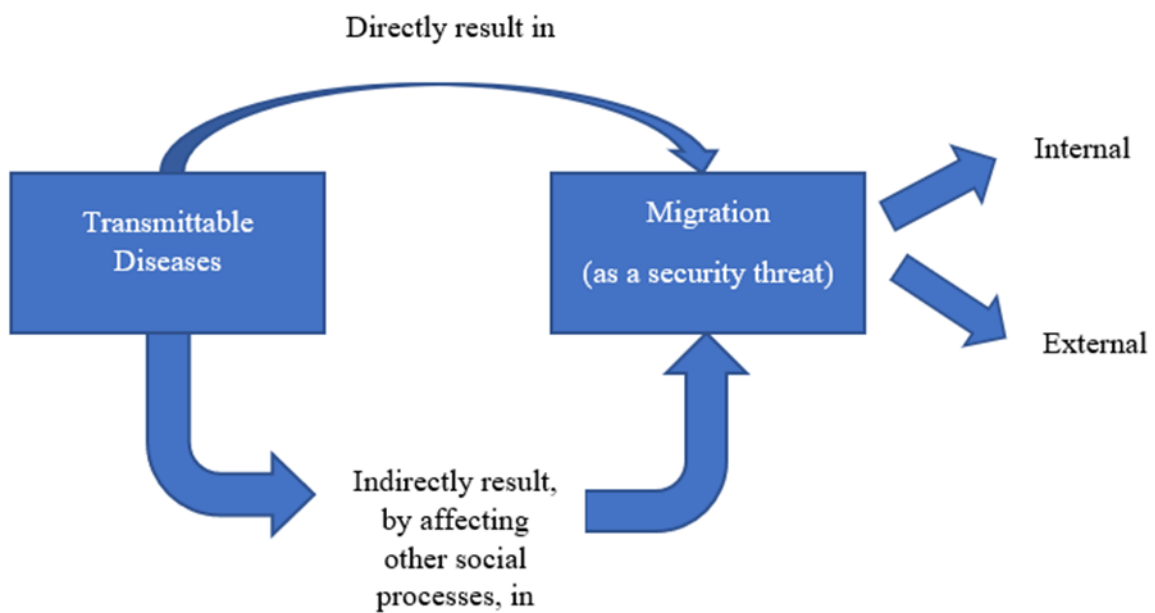 Directly result in
Internal
Transmittable
Diseases
Migration
(as a security threat)
External
Indirectly result,
by affecting
other social
processes, in